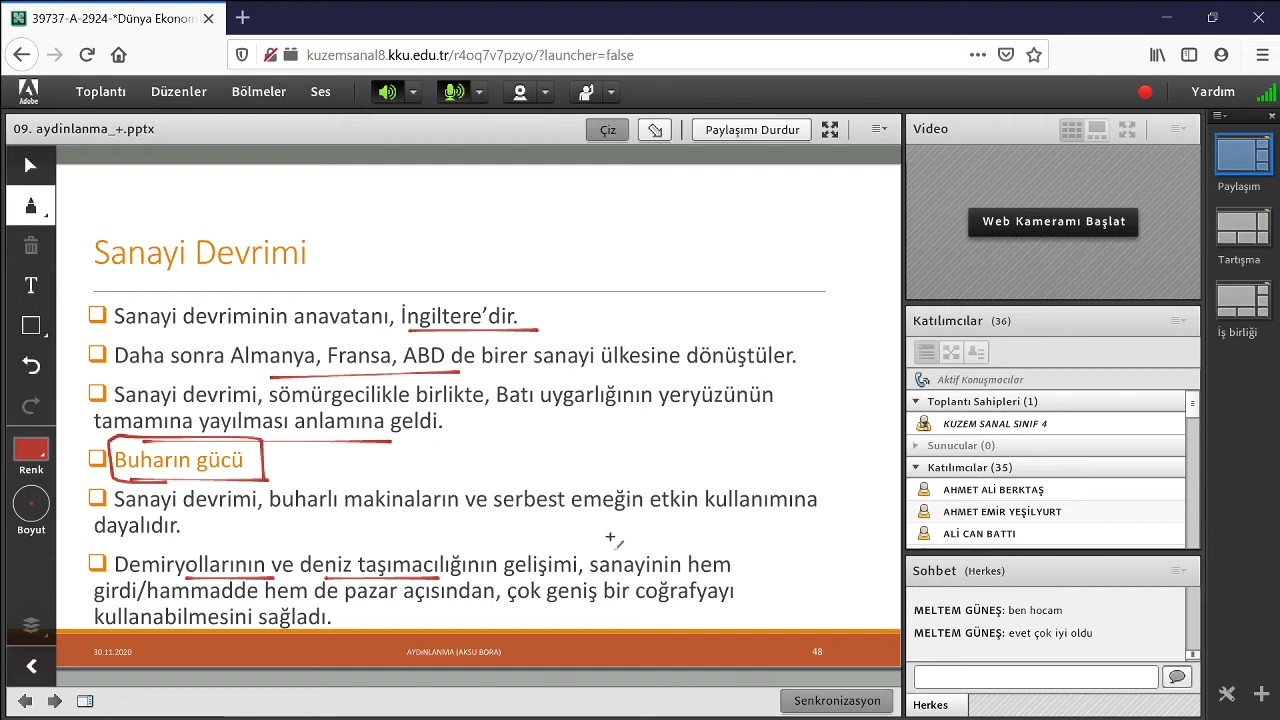 39737-A-2924-*Dünya Ekonom
kuzemsanal8.kku.edu.tr/r4oq7v7pzyo/?launcher=false
Adobe
Toplantı Düzenler Bölmeler Ses Yardım
09. aydinlanma_+.pptx
Çiz
Paylaşımı Durdur
Sanayi Devrimi
Sanayi devriminin anavatanı, İngiltere’dir.
Daha sonra Almanya, Fransa, ABD de birer sanayi ülkesine dönüştüler.
Sanayi devrimi, sömürgecilikle birlikte, Batı uygarlığının yeryüzünün
tamamına yayılması anlamına geldi.
Buharın gücü
Sanayi devrimi, buharlı makinaların ve serbest emeğin etkin kullanımına
dayalıdır.
Demiryollarının ve deniz taşımacılığının gelişimi, sanayinin hem
girdi/hammadde hem de pazar açısından, çok geniş bir coğrafyayı
kullanabilmesini sağladı.
30.11.2020 AYDıNLANMA (AKSU BORA) 48
Renk
Boyut
Senkronizasyon
Video
Web Kameramı Başlat
Katılımcılar (36)
Aktif Konuşmacılar
Toplantı Sahipleri (1)
KUZEM SANAL SINIF 4
Sunucular (0)
Katılımcılar (35)
AHMET ALİ BERKTAŞ
AHMET EMİR YEŞİLYURT
ALİ CAN BATTI
Sohbet (Herkes)
MELTEM GÜNEŞ: ben hocam
MELTEM GÜNEŞ: evet çok iyi oldu
Herkes
Paylaşım
Tartışma
İş birliği